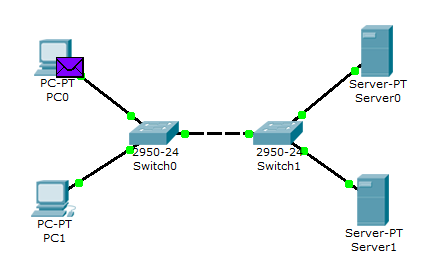 PC-PT
PC0
Server-PT
Server0
2950-24
Switch0
2950-24
Switch1
PC-PT
PC1
Server-PT
Server1